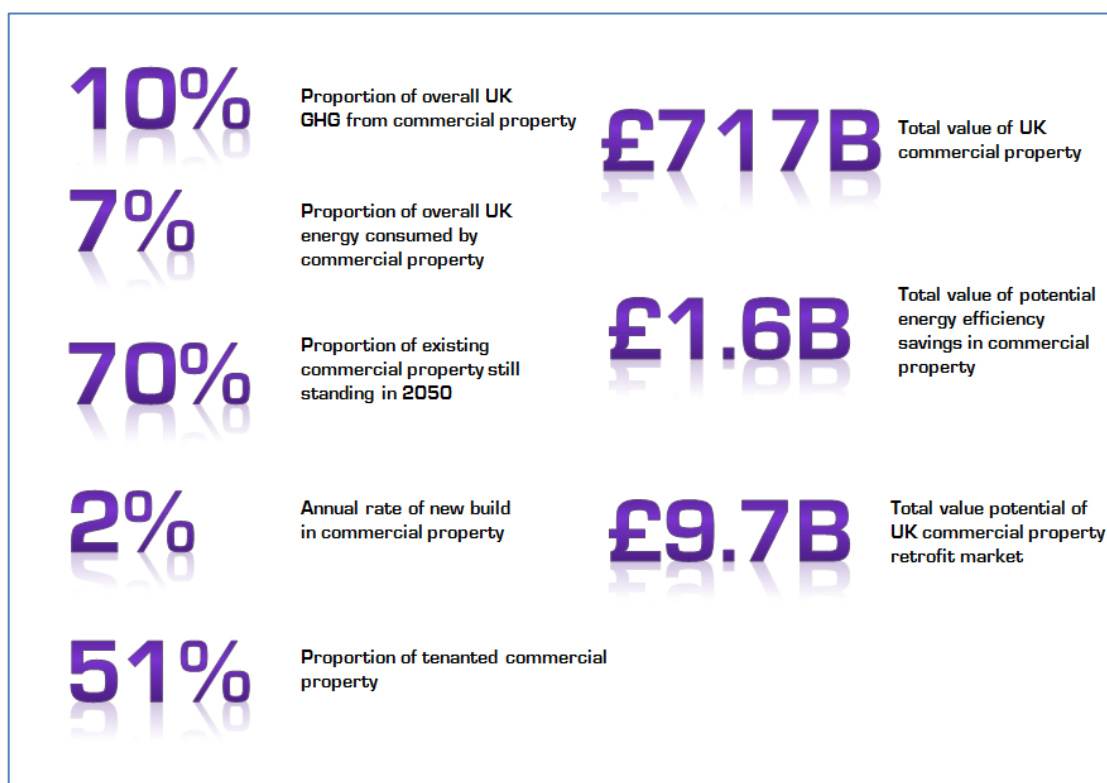 10%
Proportion of overall UK
GHG from commercial property
7%
Proportion of overall UK
energy consumed by
commercial property
70%
Proportion of existing
commercial property still
standing in 2050
2%
Annual rate of new build
in commercial property
51%
Proportion of tenanted commercial
property
£717B
Total value of UK
commercial property
£1.6B
Total value of potential
energy efficiency
savings in commercial
property
£9.7B
Total value potential of
UK commercial property
retrofit market